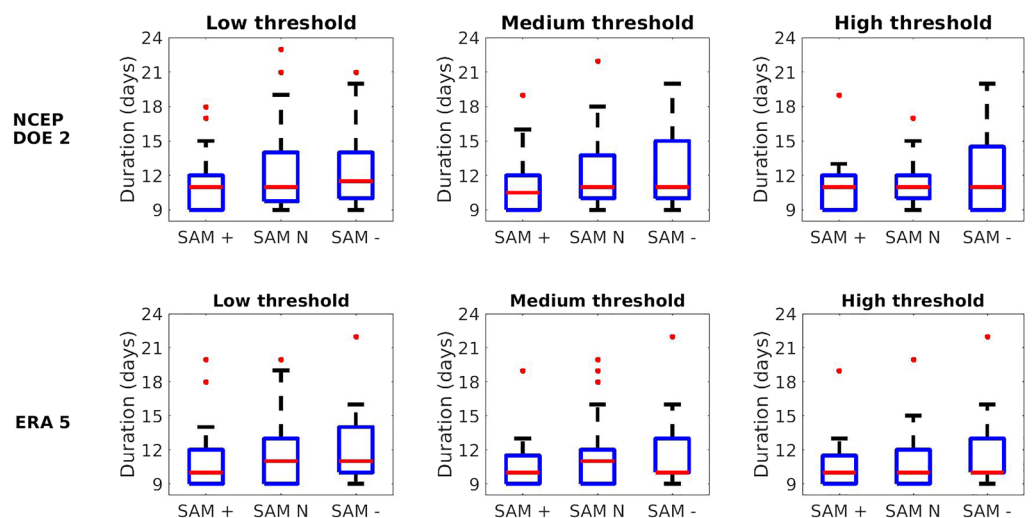 Low threshold
Medium threshold
High threshold
NCEP
DOE 2
Duration (days)
24
21
18
15
12
9
SAM + SAM N SAM -
Duration (days)
24
21
18
15
12
9
SAM + SAM N SAM -
Duration (days)
24
21
18
15
12
9
SAM + SAM N SAM -
Low threshold
Medium threshold
High threshold
ERA 5
Duration (days)
24
21
18
15
12
9
SAM + SAM N SAM -
Duration (days)
24
21
18
15
12
9
SAM + SAM N SAM -
Duration (days)
24
21
18
15
12
9
SAM + SAM N SAM -